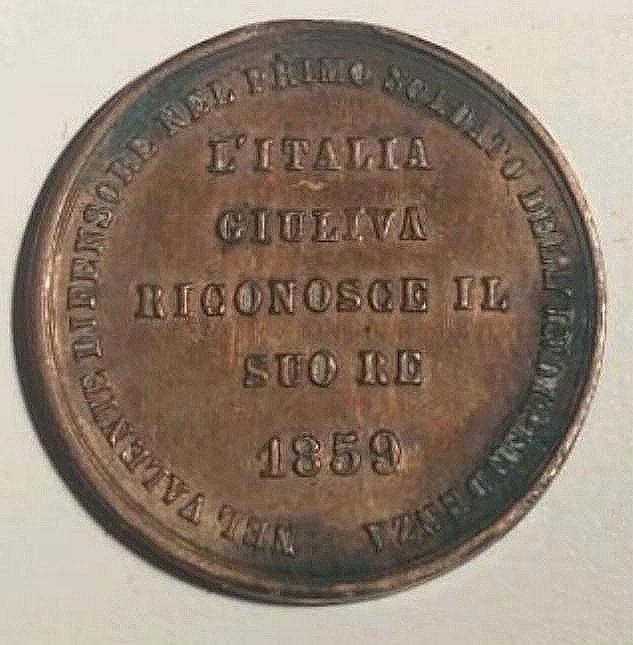 NEL VALENTE DIFENSORE NEL PRIMO SOLDATO DELL'INDIPENDENZA
L'ITALIA
GIULIVA
RICONOSCE IL
SUO RE
1859